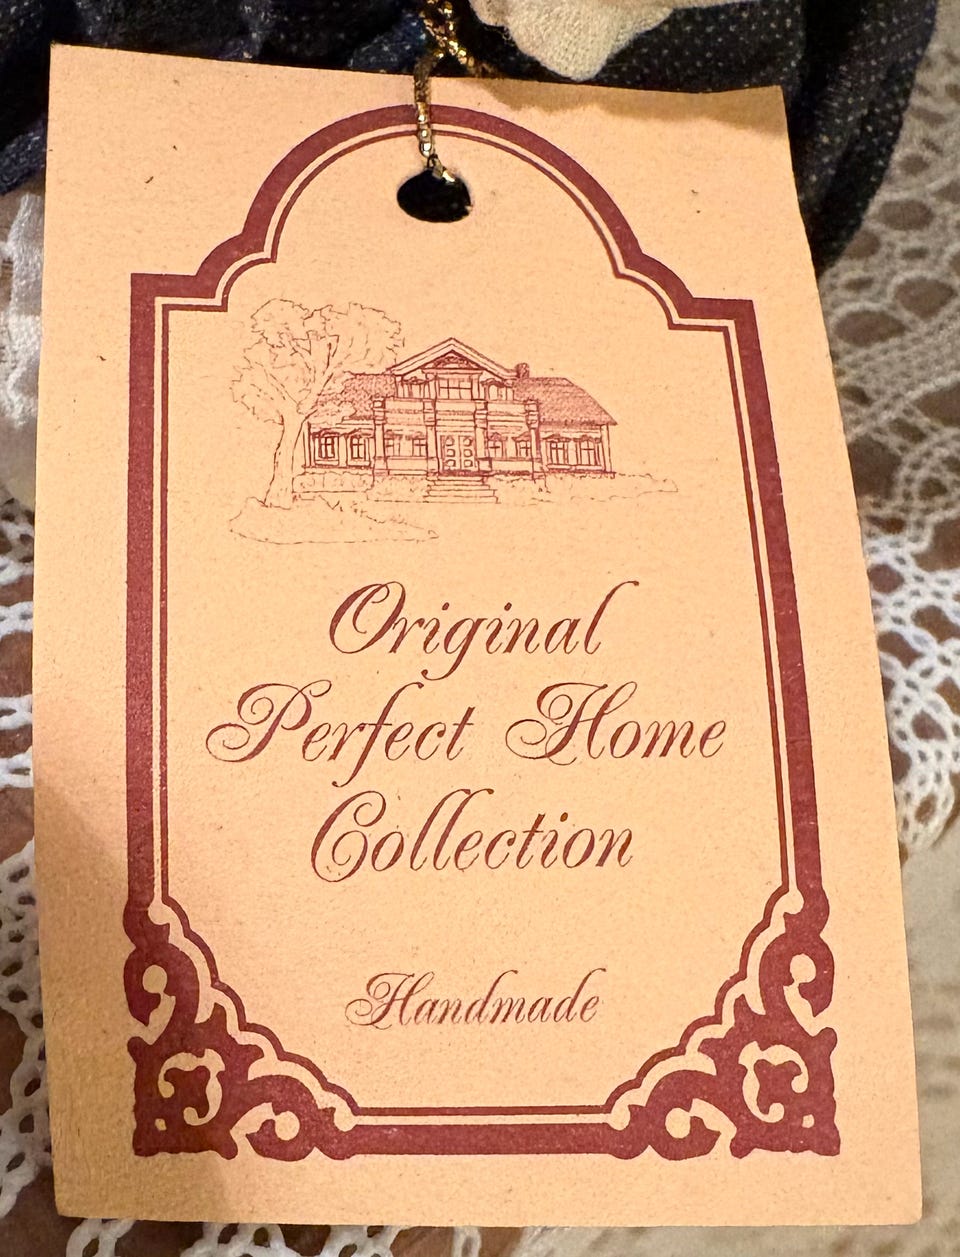 Original
Perfect Home
Collection
Handmade